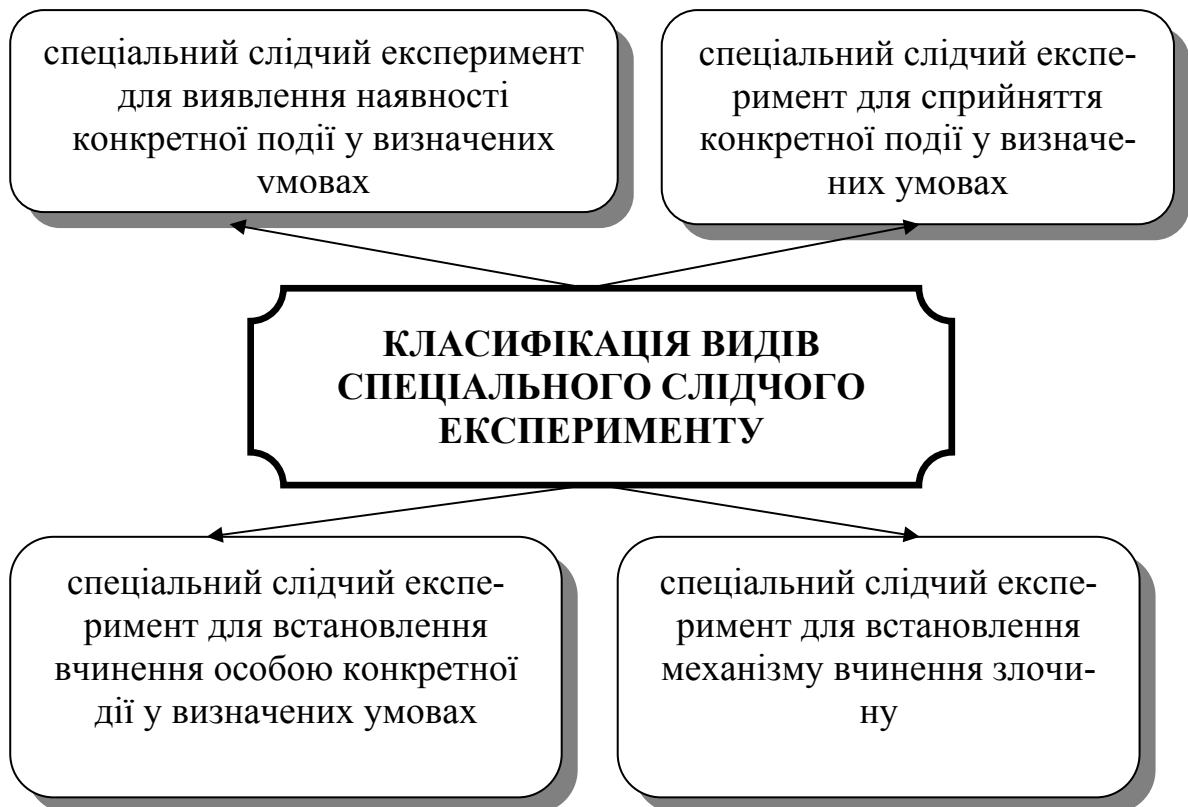 спеціальний слідчий експеримент
для виявлення наявності
конкретної події у визначених
умовах
спеціальний слідчий експе-
римент для сприйняття
конкретної події у визначе-
них умовах
КЛАСИФІКАЦІЯ ВИДІВ
СПЕЦІАЛЬНОГО СЛІДЧОГО
ЕКСПЕРИМЕНТУ
спеціальний слідчий експе-
римент для встановлення
вчинення особою конкретної
дії у визначених умовах
спеціальний слідчий експе-
римент для встановлення
механізму вчинення злочи-
ну